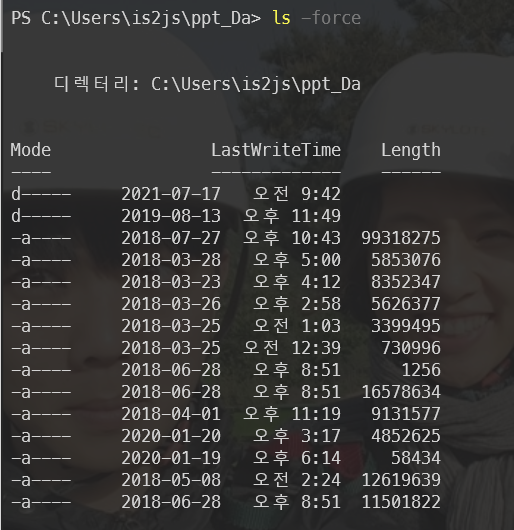 PS C:\Users\is2js\ppt_Da> ls -force
디렉터리: C:\Users\is2js\ppt_Da
Mode LastWriteTime Length
---- ------------- ------
d----- 2021-07-17 오전 9:42
d----- 2019-08-13 오후 11:49
-a---- 2018-07-27 오후 10:43 99318275
-a---- 2018-03-28 오후 5:00 5853076
-a---- 2018-03-23 오후 4:12 8352347
-a---- 2018-03-26 오후 2:58 5626377
-a---- 2018-03-25 오전 1:03 3399495
-a---- 2018-03-25 오전 12:39 730996
-a---- 2018-06-28 오후 8:51 1256
-a---- 2018-06-28 오후 8:51 16578634
-a---- 2018-04-01 오후 11:19 9131577
-a---- 2020-01-20 오후 3:17 4852625
-a---- 2020-01-19 오후 6:14 58434
-a---- 2018-05-08 오전 2:24 12619639
-a---- 2018-06-28 오후 8:51 11501822